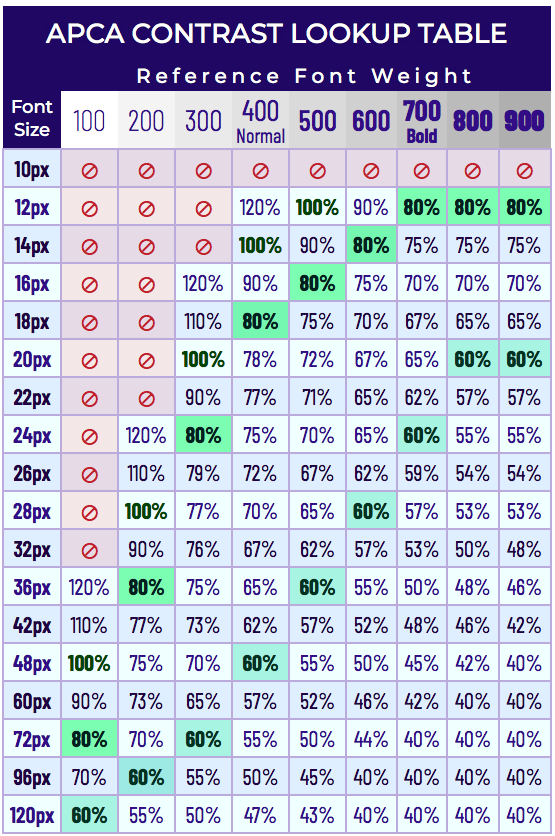 APCA CONTRAST LOOKUP TABLE
Reference Font Weight
Font Size 100 200 300 400 Normal 500 600 700 Bold 800 900
10px
12px 120% 100% 90% 80% 80% 80%
14px 100% 90% 80% 75% 75% 75%
16px 120% 90% 80% 75% 70% 70% 70%
18px 110% 80% 75% 70% 67% 65% 65%
20px 100% 78% 72% 67% 65% 60% 60%
22px 90% 77% 71% 65% 62% 57% 57%
24px 120% 80% 75% 70% 65% 60% 55% 55%
26px 110% 79% 72% 67% 62% 59% 54% 54%
28px 100% 77% 70% 65% 60% 57% 53% 53%
32px 90% 76% 67% 62% 57% 53% 50% 48%
36px 120% 80% 75% 65% 60% 55% 50% 48% 46%
42px 110% 77% 73% 62% 57% 52% 48% 46% 42%
48px 100% 75% 70% 60% 55% 50% 45% 42% 40%
60px 90% 73% 65% 57% 52% 46% 42% 40% 40%
72px 80% 70% 60% 55% 50% 44% 40% 40% 40%
96px 70% 60% 55% 50% 45% 40% 40% 40% 40%
120px 60% 55% 50% 47% 43% 40% 40% 40% 40%